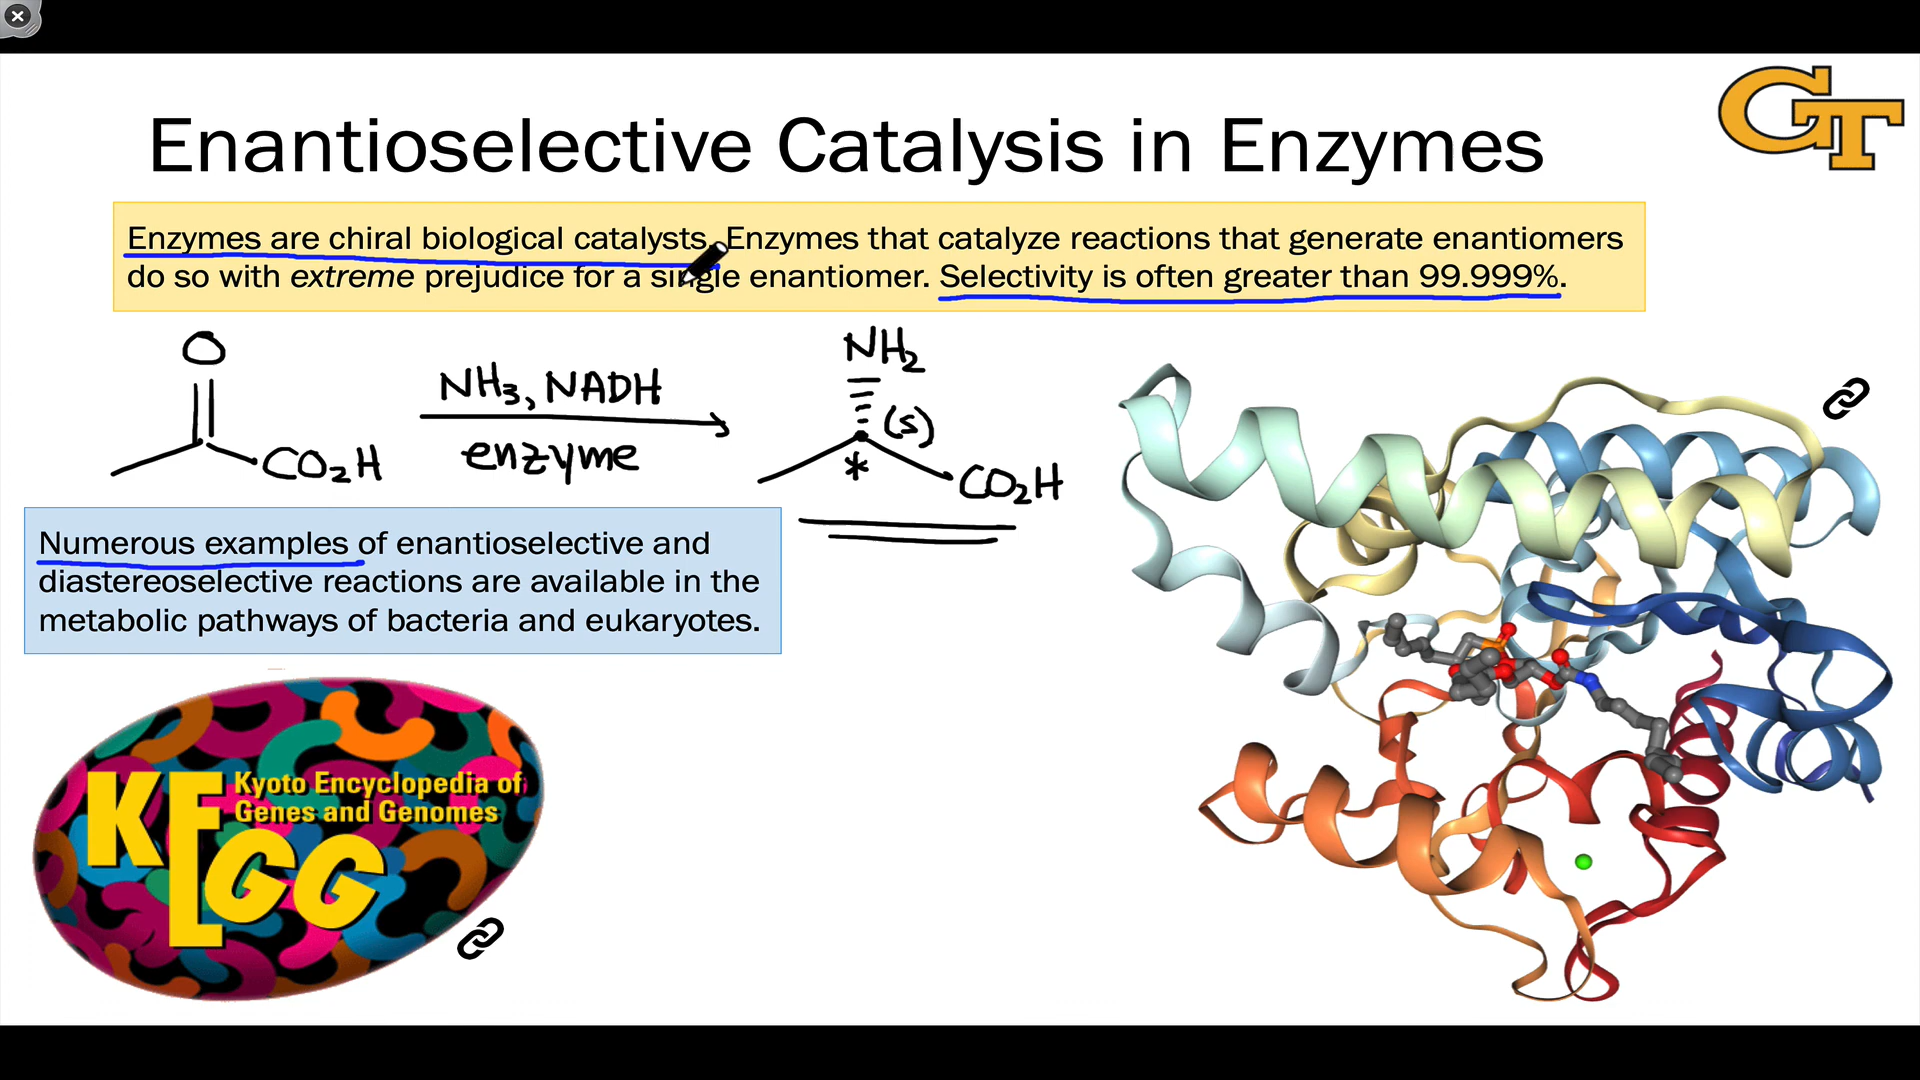 GT
Enantioselective Catalysis in Enzymes
Enzymes are chiral biological catalysts. Enzymes that catalyze reactions that generate enantiomers
do so with extreme prejudice for a single enantiomer. Selectivity is often greater than 99.999%.
O
CO₂H
NH₃, NADH
enzyme
NH₂
(S)
*
CO₂H
Numerous examples of enantioselective and
diastereoselective reactions are available in the
metabolic pathways of bacteria and eukaryotes.
KEGG
Kyoto Encyclopedia of
Genes and Genomes